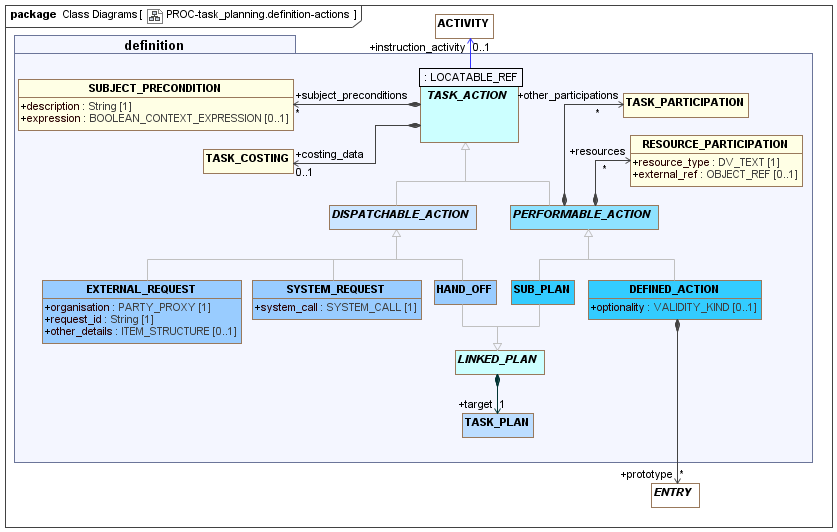 package Class Diagrams [ PROC-task_planning.definition-actions ]
ACTIVITY
definition
+instruction_activity 0..1
: LOCATABLE_REF
SUBJECT_PRECONDITION
+description : String [1]
+expression : BOOLEAN_CONTEXT_EXPRESSION [0..1]
+subject_preconditions
*
TASK_ACTION
+other_participations
*
TASK_PARTICIPATION
TASK_COSTING
+costing_data
0..1
+resources
*
RESOURCE_PARTICIPATION
+resource_type : DV_TEXT [1]
+external_ref : OBJECT_REF [0..1]
DISPATCHABLE_ACTION
PERFORMABLE_ACTION
EXTERNAL_REQUEST
+organisation : PARTY_PROXY [1]
+request_id : String [1]
+other_details : ITEM_STRUCTURE [0..1]
SYSTEM_REQUEST
+system_call : SYSTEM_CALL [1]
HAND_OFF
SUB_PLAN
DEFINED_ACTION
+optionality : VALIDITY_KIND [0..1]
LINKED_PLAN
+target 1
TASK_PLAN
+prototype *
ENTRY